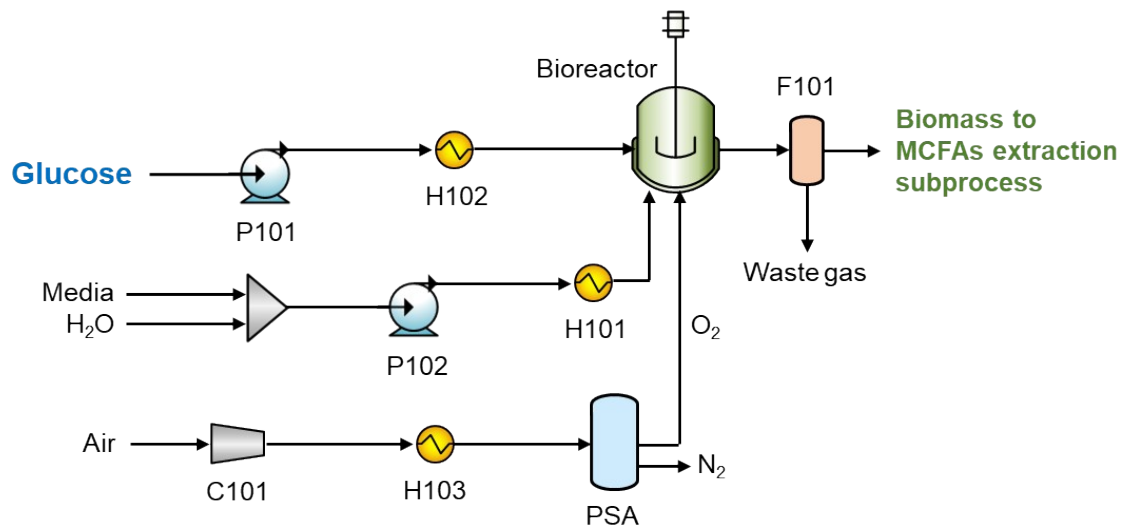 Bioreactor
F101
Biomass to
MCFAs extraction
subprocess
Glucose
P101
H102
Waste gas
Media
H₂O
P102
H101
O₂
Air
C101
H103
PSA
N₂